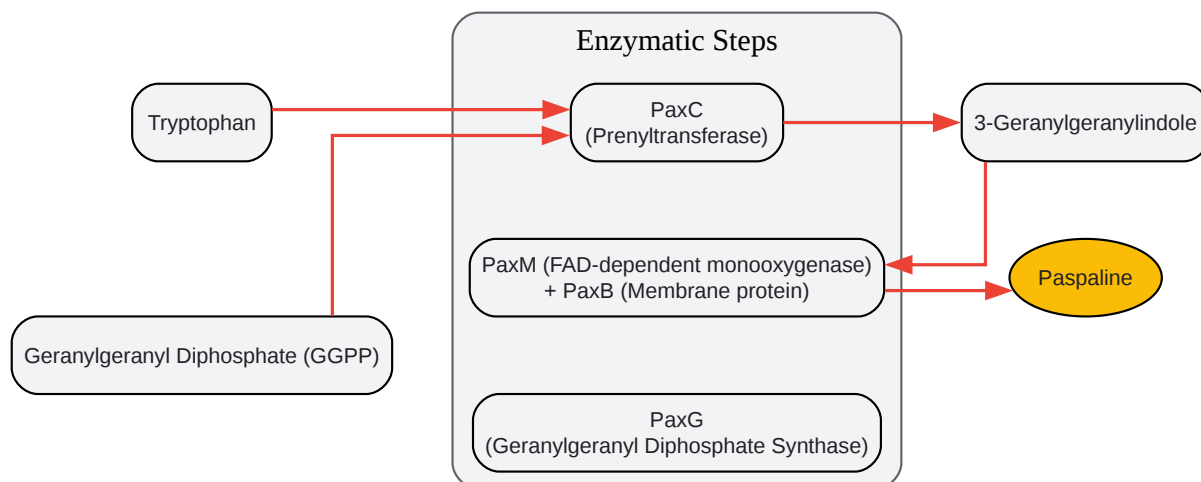 Enzymatic Steps
Tryptophan
PaxC
(Prenyltransferase)
3-Geranylgeranylindole
PaxM (FAD-dependent monooxygenase)
+ PaxB (Membrane protein)
Paspaline
Geranylgeranyl Diphosphate (GGPP)
PaxG
(Geranylgeranyl Diphosphate Synthase)